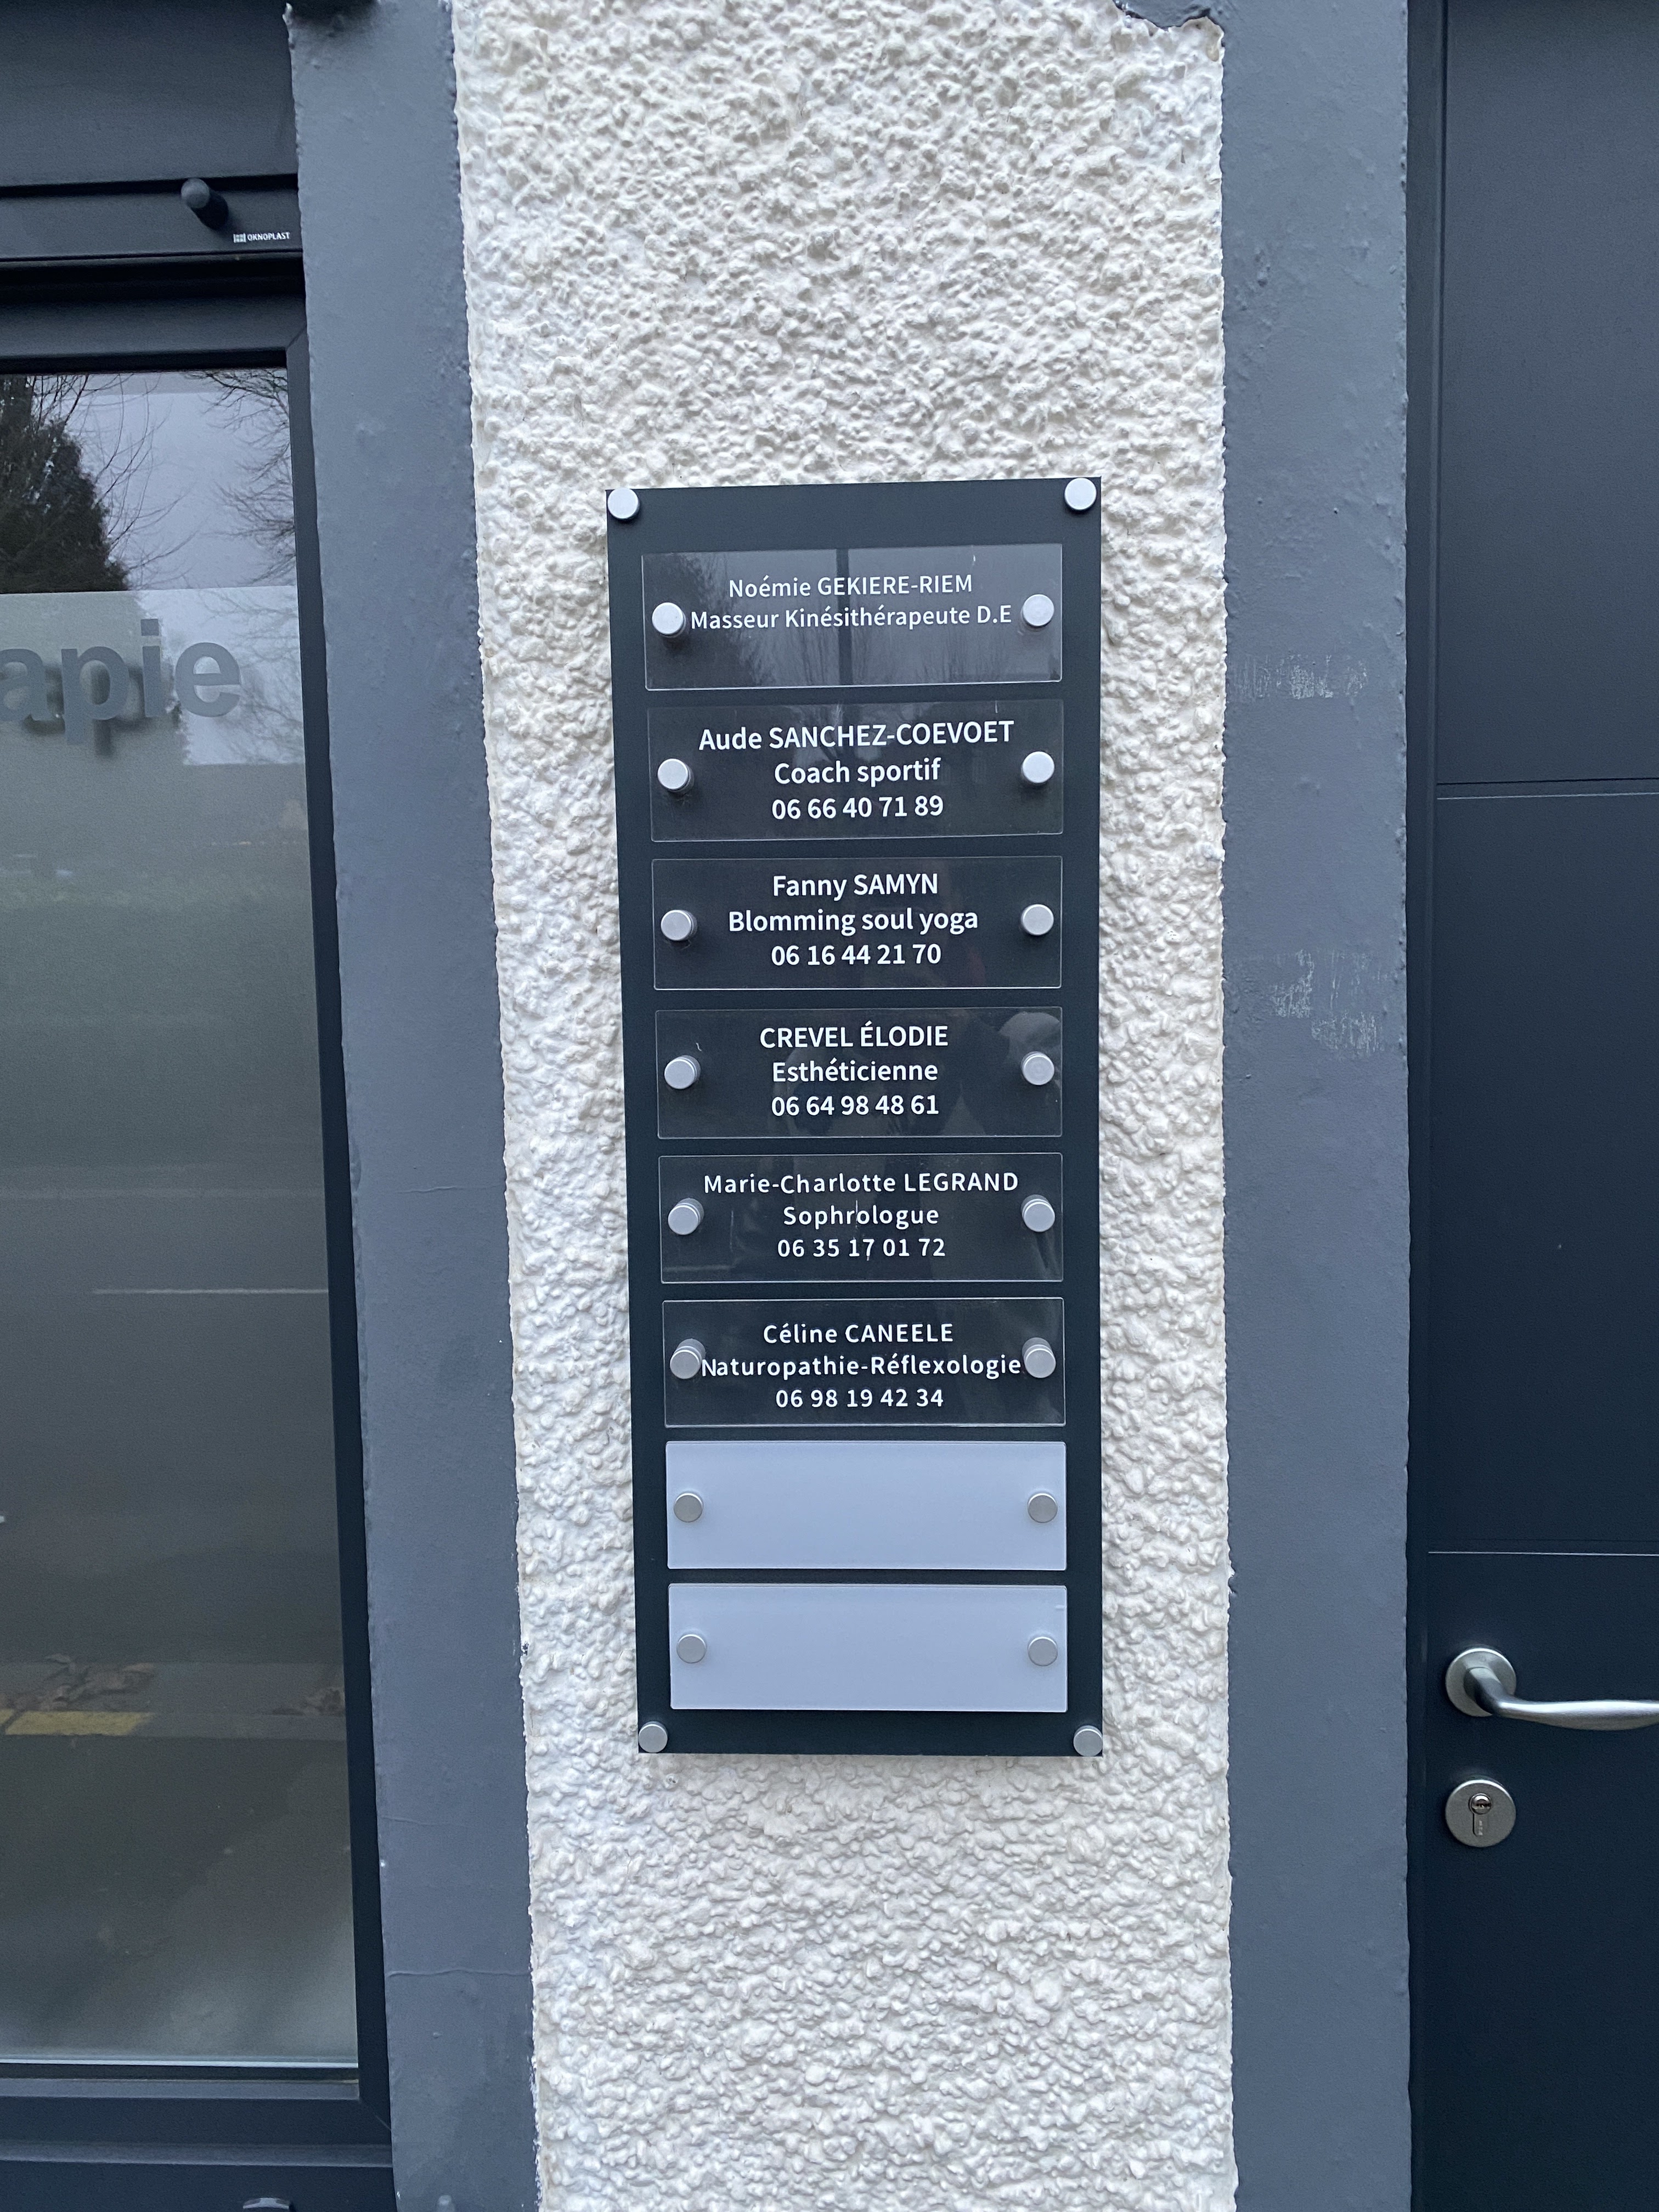 OKNOPLAST
apie
Noémie GEKIERE-RIEM
Masseur Kinésithérapeute D.E
Aude SANCHEZ-COEVOET
Coach sportif
06 66 40 71 89
Fanny SAMYN
Blomming soul yoga
06 16 44 21 70
CREVEL ÉLODIE
Esthéticienne
06 64 98 48 61
Marie-Charlotte LEGRAND
Sophrologue
06 35 17 01 72
Céline CANEELE
Naturopathie-Réflexologie
06 98 19 42 34